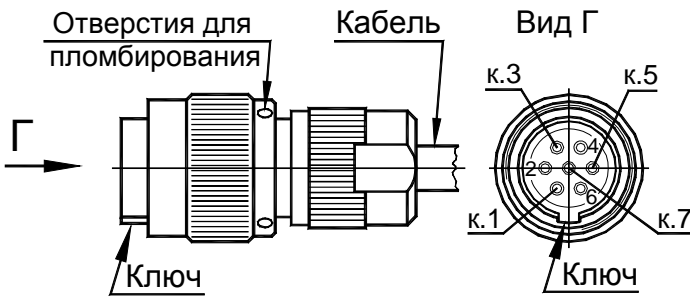 Отверстия для
пломбирования
Кабель
Вид Г
к.3
к.5
Г
4
2
6
к.1
к.7
Ключ
Ключ